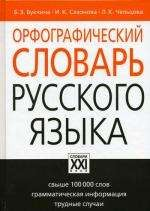 Б. З. Букчина, И. К. Сазонова, Л. К. Чельцова
ОРФОГРАФИЧЕСКИЙ
СЛОВАРЬ
РУССКОГО
ЯЗЫКА
СЛОВАРИ
XXI
ВЕКА
свыше 100 000 слов
грамматическая информация
трудные случаи